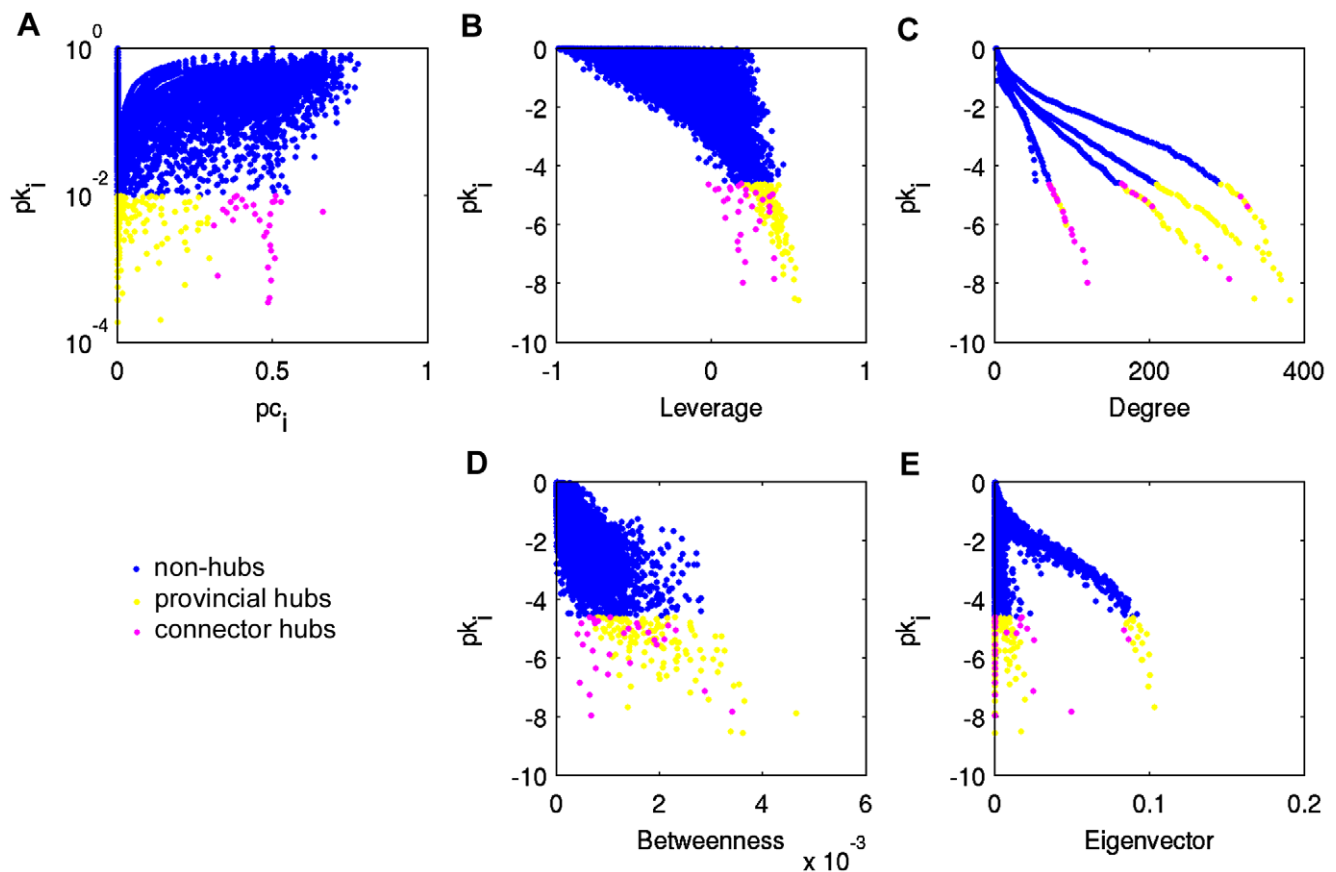 A
10^0
10^-2
10^-4
pk_i
0
0.5
1
pc_i
B
0
-2
-4
-6
-8
-10
pk_i
-1
0
1
Leverage
C
0
-2
-4
-6
-8
-10
pk_i
0
200
400
Degree
non-hubs
provincial hubs
connector hubs
D
0
-2
-4
-6
-8
-10
pk_i
0
2
4
6
Betweenness
x 10^-3
E
0
-2
-4
-6
-8
-10
pk_i
0
0.1
0.2
Eigenvector